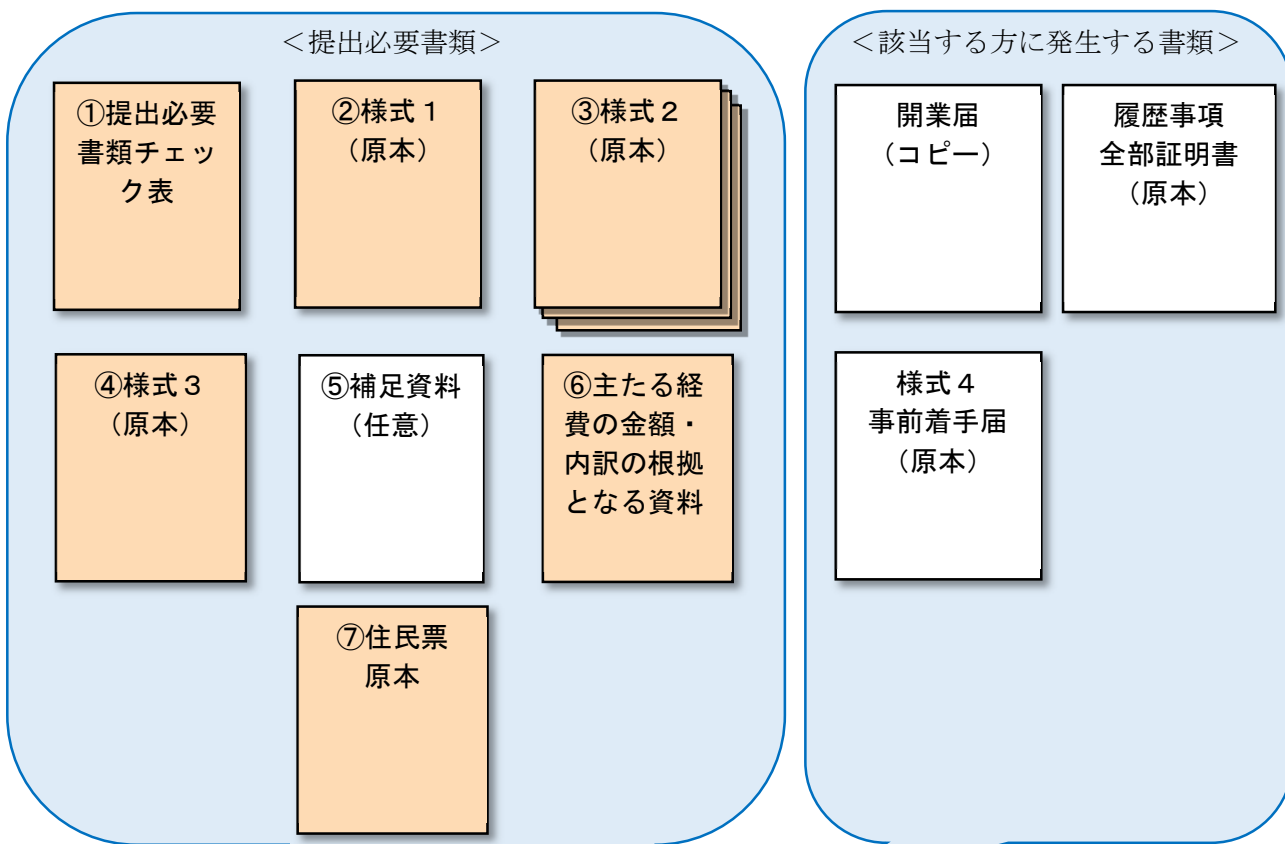 ＜提出必要書類＞
①提出必要
書類チェッ
ク表
②様式１
（原本）
③様式２
（原本）
④様式３
（原本）
⑤補足資料
（任意）
⑥主たる経
費の金額・
内訳の根拠
となる資料
⑦住民票
原本
＜該当する方に発生する書類＞
開業届
（コピー）
履歴事項
全部証明書
（原本）
様式４
事前着手届
（原本）